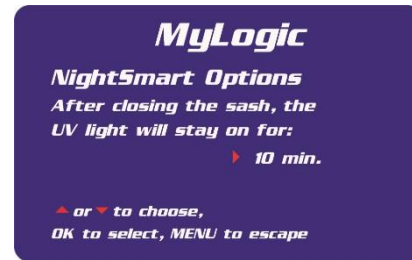 MyLogic
NightSmart Options
After closing the sash, the
UV light will stay on for:
10 min.
or to choose,
OK to select, MENU to escape